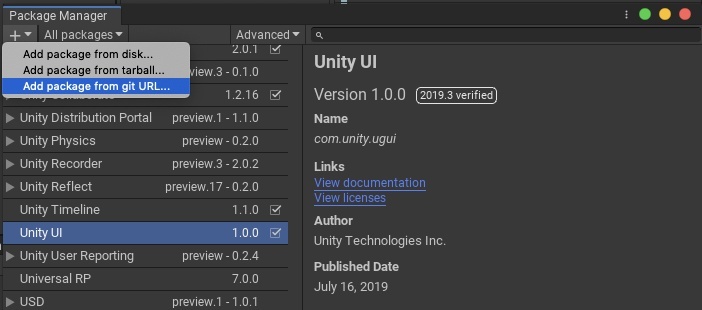 Package Manager
All packages
Advanced
Add package from disk...
Add package from tarball...
Add package from git URL...
2.0.1
view.3 - 0.1.0
1.2.16
Unity Distribution Portal preview.1 - 1.1.0
Unity Physics preview - 0.2.0
Unity Recorder preview.3 - 2.0.2
Unity Reflect preview.17 - 0.2.0
Unity Timeline 1.1.0
Unity UI 1.0.0
Unity User Reporting preview - 0.2.4
Universal RP 7.0.0
USD preview.1 - 1.0.1
Unity UI
Version 1.0.0 2019.3 verified
Name
com.unity.ugui
Links
View documentation
View licenses
Author
Unity Technologies Inc.
Published Date
July 16, 2019